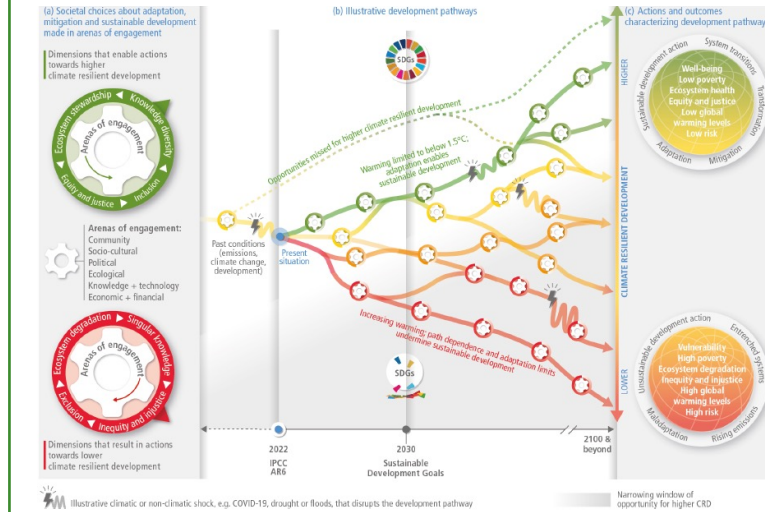 (a) Societal choices about adaptation,
mitigation and sustainable development
made in arenas of engagement
Dimensions that enable actions
towards higher
climate resilient development
Ecosystem stewardship
Knowledge diversity
Equity and justice
Inclusion
Arenas of engagement
Arenas of engagement:
Community
Socio-cultural
Political
Ecological
Knowledge + technology
Economic + financial
Ecosystem degradation
Singular knowledge
Exclusion
Inequity and injustice
Arenas of engagement
Dimensions that result in actions
towards lower
climate resilient development
(b) Illustrative development pathways
SDGs
Opportunities missed for higher climate resilient development
Warming limited to below 1.5°C;
adaptation enables
sustainable development
Past conditions
(emissions,
climate change,
development)
Present
situation
Increasing warming; path dependence and adaptation limits
undermine sustainable development
SDGs
2022
IPCC
AR6
2030
Sustainable
Development Goals
2100 &
beyond
HIGHER
CLIMATE RESILIENT DEVELOPMENT
LOWER
(c) Actions and outcomes
characterizing development pathway
Sustainable development action
System transitions
Transformation
Adaptation
Mitigation
Well-being
Low poverty
Ecosystem health
Equity and justice
Low global
warming levels
Low risk
Unsustainable development action
Entrenched systems
Maladaptation
Rising emissions
Vulnerability
High poverty
Ecosystem degradation
Inequity and injustice
High global
warming levels
High risk
Illustrative climatic or non-climatic shock, e.g. COVID-19, drought or floods, that disrupts the development pathway
Narrowing window of
opportunity for higher CRD